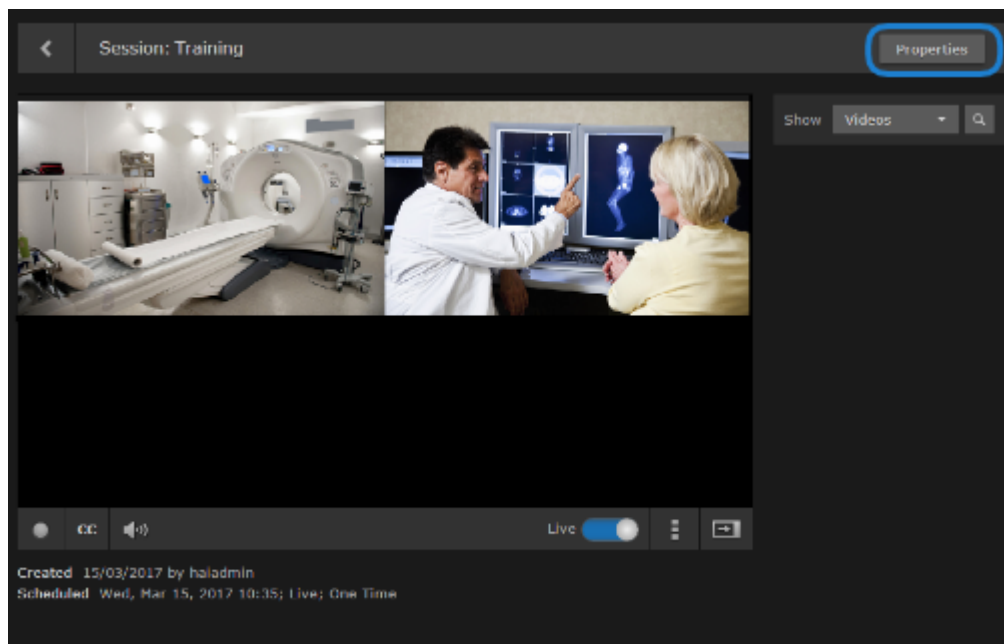 Session: Training
Properties
Show Videos
CC
Live
Created 15/03/2017 by haiadmin
Scheduled Wed, Mar 15, 2017 10:35; Live; One Time